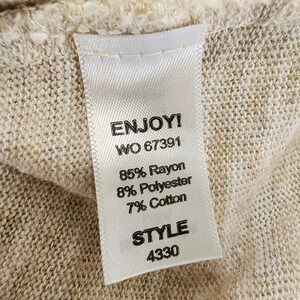 ENJOY!
WO 67391
85% Rayon
8% Polyester
7% Cotton
STYLE
4330